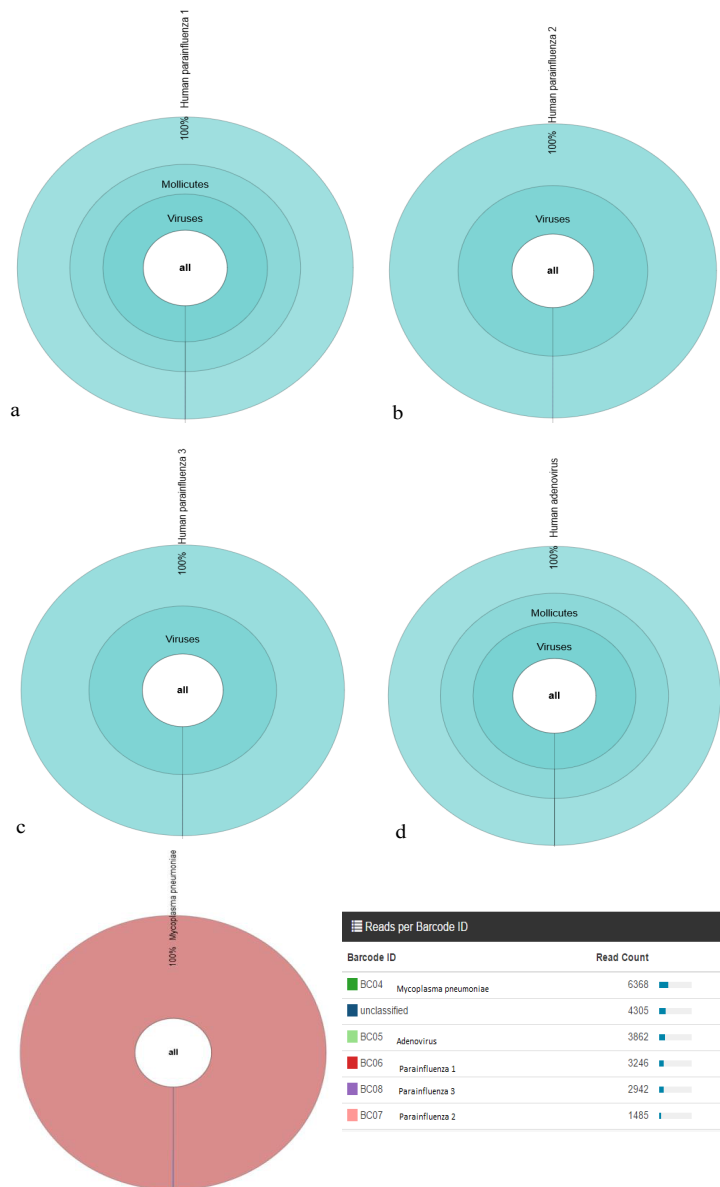 100% Human parainfluenza 1
Mollicutes
Viruses
all
a
100% Human parainfluenza 2
Viruses
all
b
100% Human parainfluenza 3
Viruses
all
c
100% Human adenovirus
Mollicutes
Viruses
all
d
100% Mycoplasma pneumoniae
all
Reads per Barcode ID
Barcode ID Read Count
BC04 Mycoplasma pneumoniae 6368
unclassified 4305
BC05 Adenovirus 3862
BC06 Parainfluenza 1 3246
BC08 Parainfluenza 3 2942
BC07 Parainfluenza 2 1485